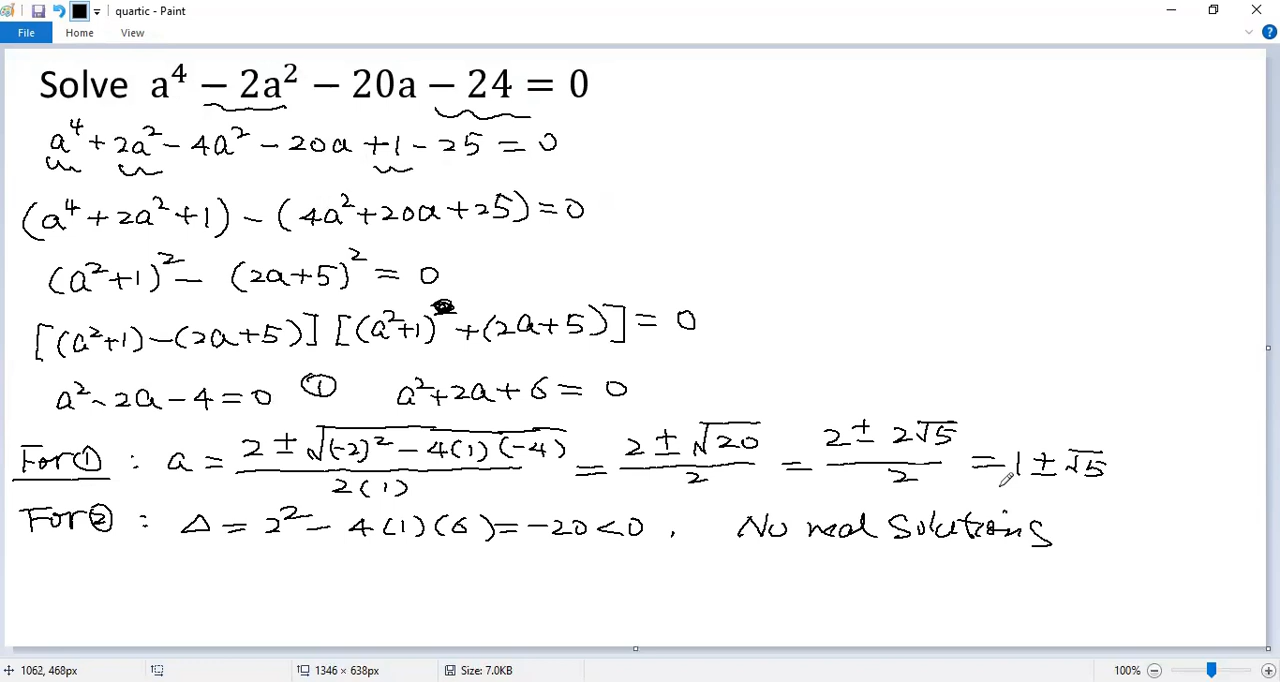 quartic - Paint
File Home View
Solve a⁴ − 2a² − 20a − 24 = 0
a⁴ + 2a² − 4a² − 20a + 1 − 25 = 0
(a⁴ + 2a² + 1) − (4a² + 20a + 25) = 0
(a² + 1)² − (2a + 5)² = 0
[(a² + 1) − (2a + 5)] [(a² + 1) + (2a + 5)] = 0
a² − 2a − 4 = 0 ① a² + 2a + 6 = 0
For ① : a = (2 ± √((-2)² − 4(1)(−4))) / 2(1) = (2 ± √20) / 2 = (2 ± 2√5) / 2 = 1 ± √5
For ② : Δ = 2² − 4(1)(6) = −20 < 0 . No real Solutions
1062, 468px 1346 × 638px Size: 7.0KB 100%